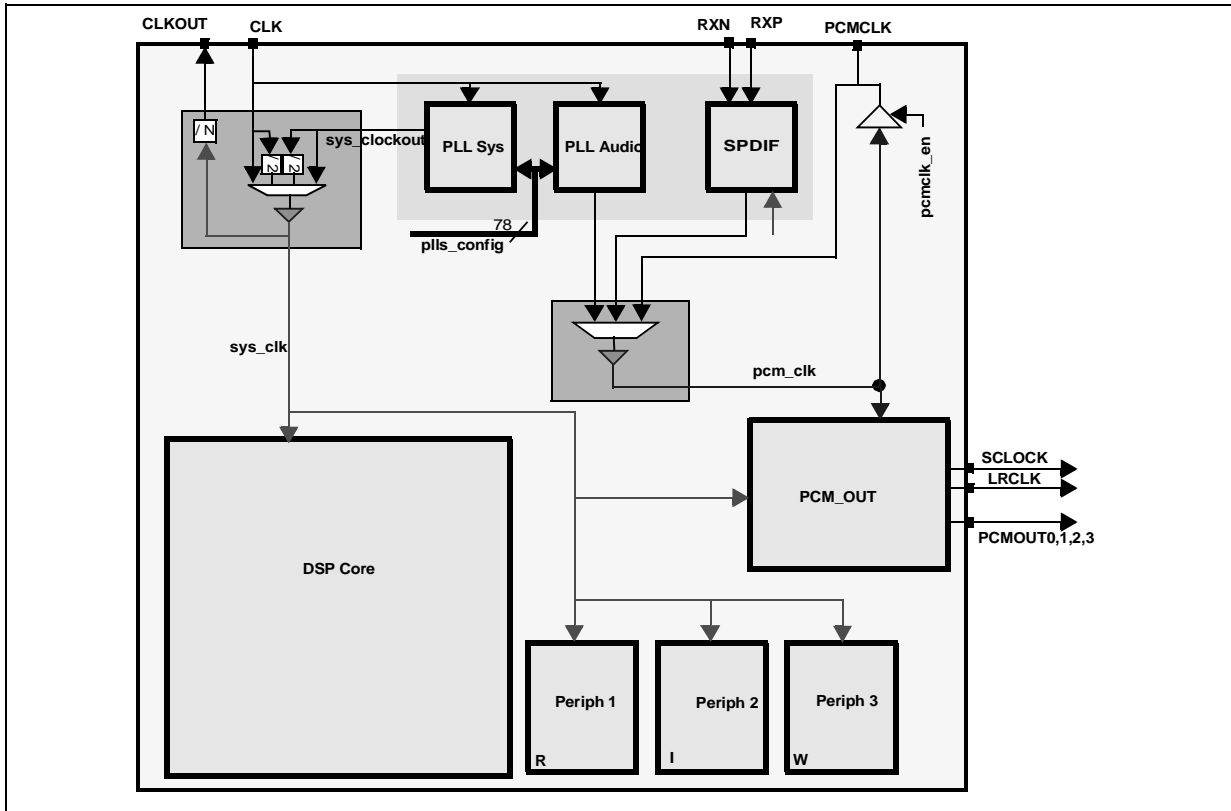 CLKOUT
CLK
RXN
RXP
PCMCLK
/ N
/ 2
/ 2
sys_clockout
PLL Sys
PLL Audio
SPDIF
pcmclk_en
78
plls_config
sys_clk
pcm_clk
DSP Core
PCM_OUT
SCLOCK
LRCLK
PCMOUT0,1,2,3
Periph 1
R
Periph 2
I
Periph 3
W